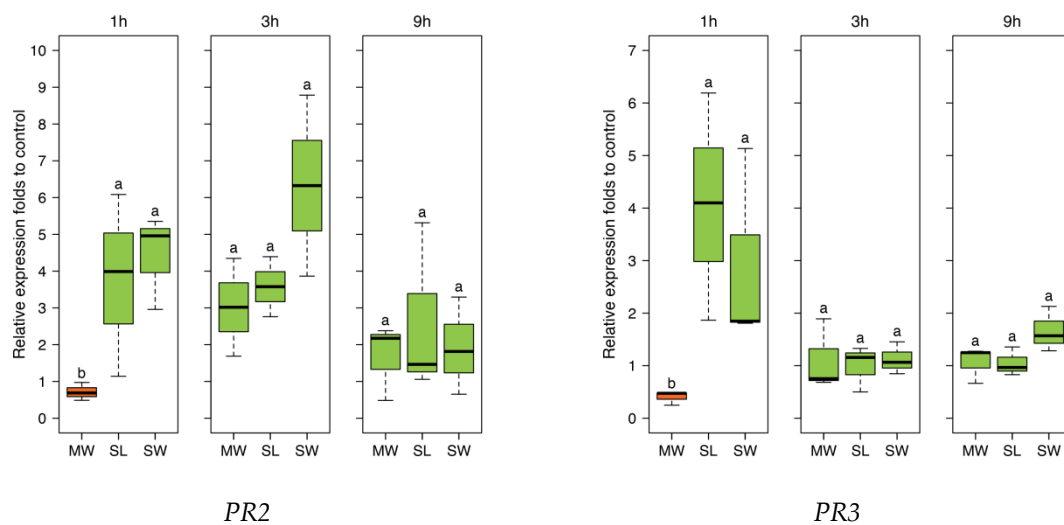 1h 3h 9h
Relative expression folds to control
10
9
8
7
6
5
4
3
2
1
0
b a a
a a a
a a a
MW SL SW MW SL SW MW SL SW
PR2
1h 3h 9h
Relative expression folds to control
7
6
5
4
3
2
1
0
b a a
a a a
a a a
MW SL SW MW SL SW MW SL SW
PR3